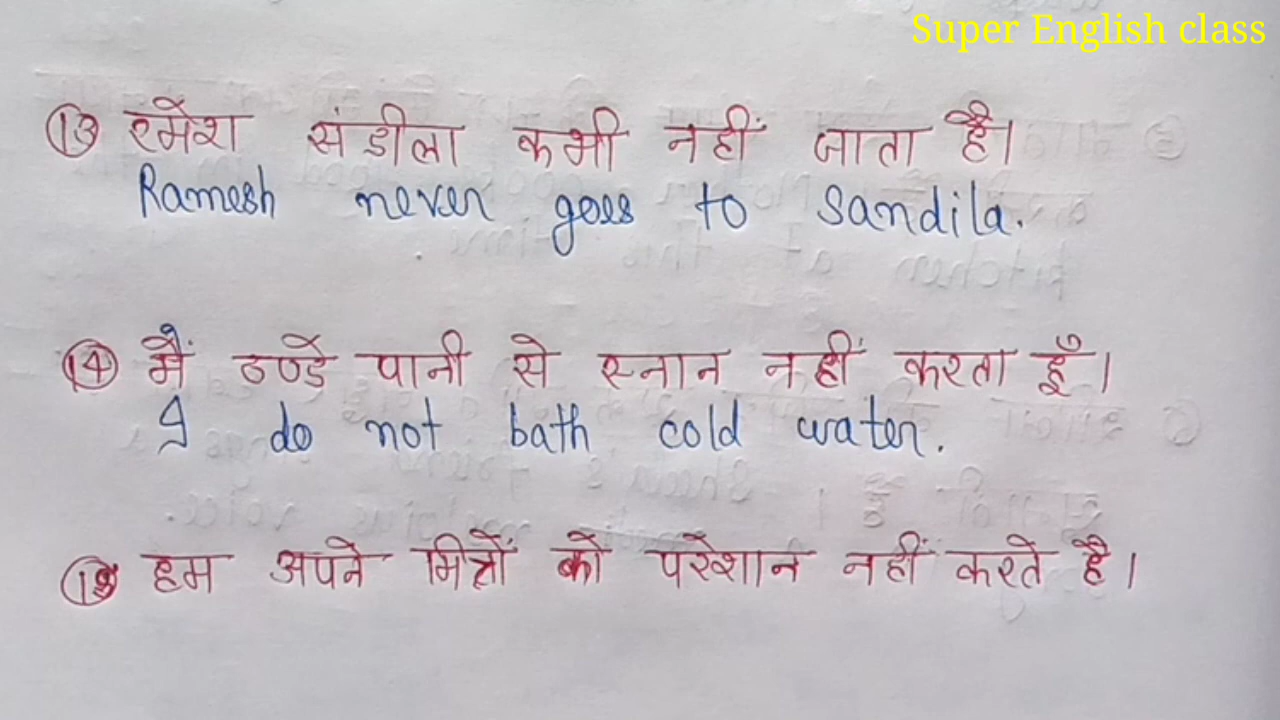 Super English class
13 रमेश संडीला कभी नहीं जाता है।
Ramesh never goes to Sandila.
14 मैं ठण्डे पानी से स्नान नहीं करता हूँ।
I do not bath cold water.
15 हम अपने मित्रों को परेशान नहीं करते है।